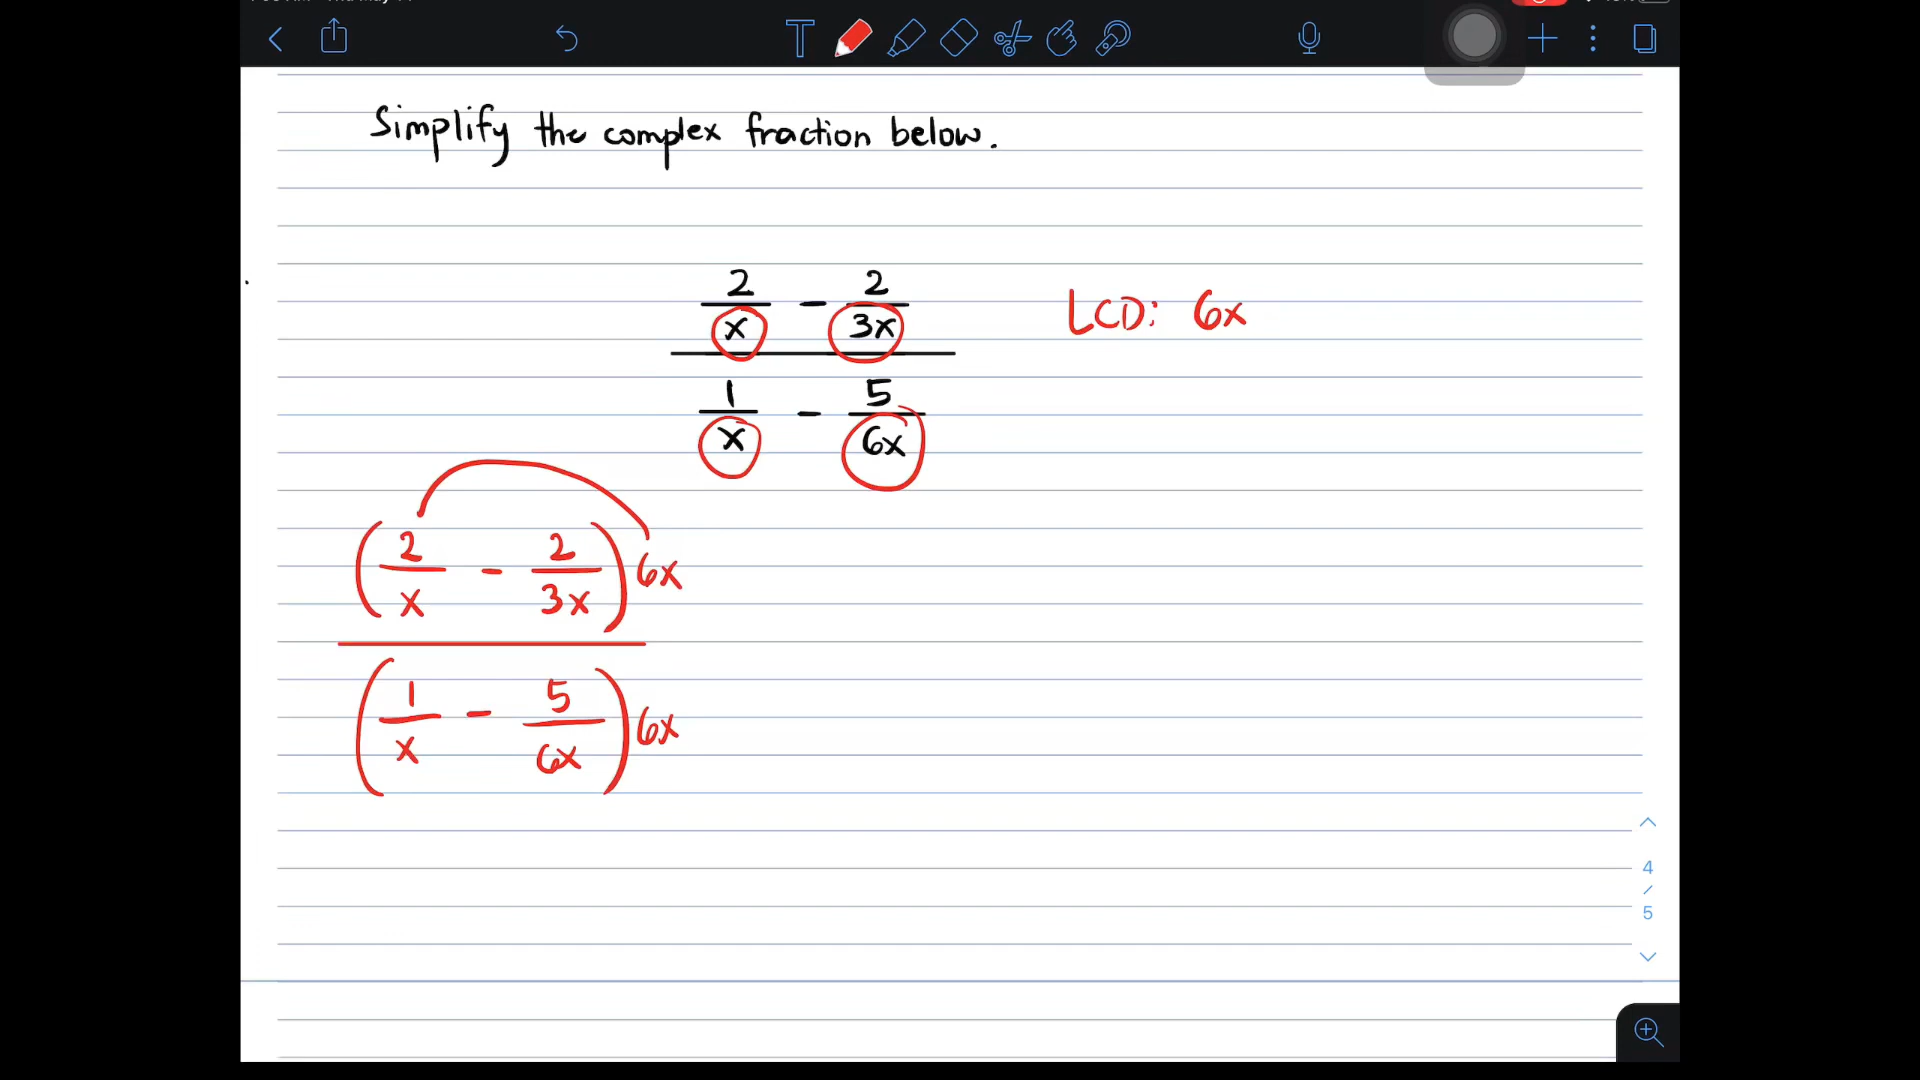 Simplify the complex fraction below.
2/x - 2/3x
LCD: 6x
1/x - 5/6x
(2/x - 2/3x) 6x
(1/x - 5/6x) 6x
4
/
5